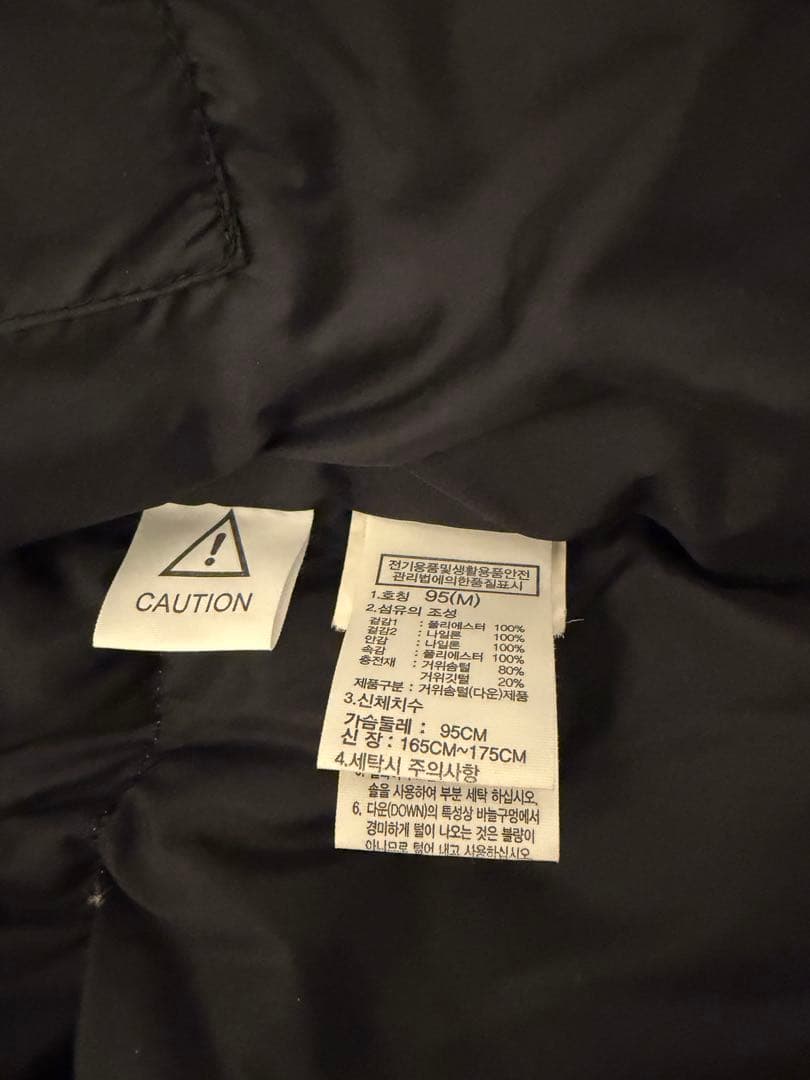 CAUTION
전기용품및생활용품안전
관리법에의한품질표시
1.호칭 95(M)
2.섬유의 조성
겉감1 : 폴리에스터 100%
겉감2 : 나일론 100%
안감 : 나일론 100%
속감 : 폴리에스터 100%
충전재 : 거위솜털 80%
거위깃털 20%
제품구분 : 거위솜털(다운)제품
3.신체치수
가슴둘레 : 95CM
신 장 : 165CM~175CM
4.세탁시 주의사항
솔을 사용하여 부분 세탁 하십시오.
6. 다운(DOWN)의 특성상 바늘구멍에서
경미하게 털이 나오는 것은 불량이
아니므로 털어 내고 사용하십시오